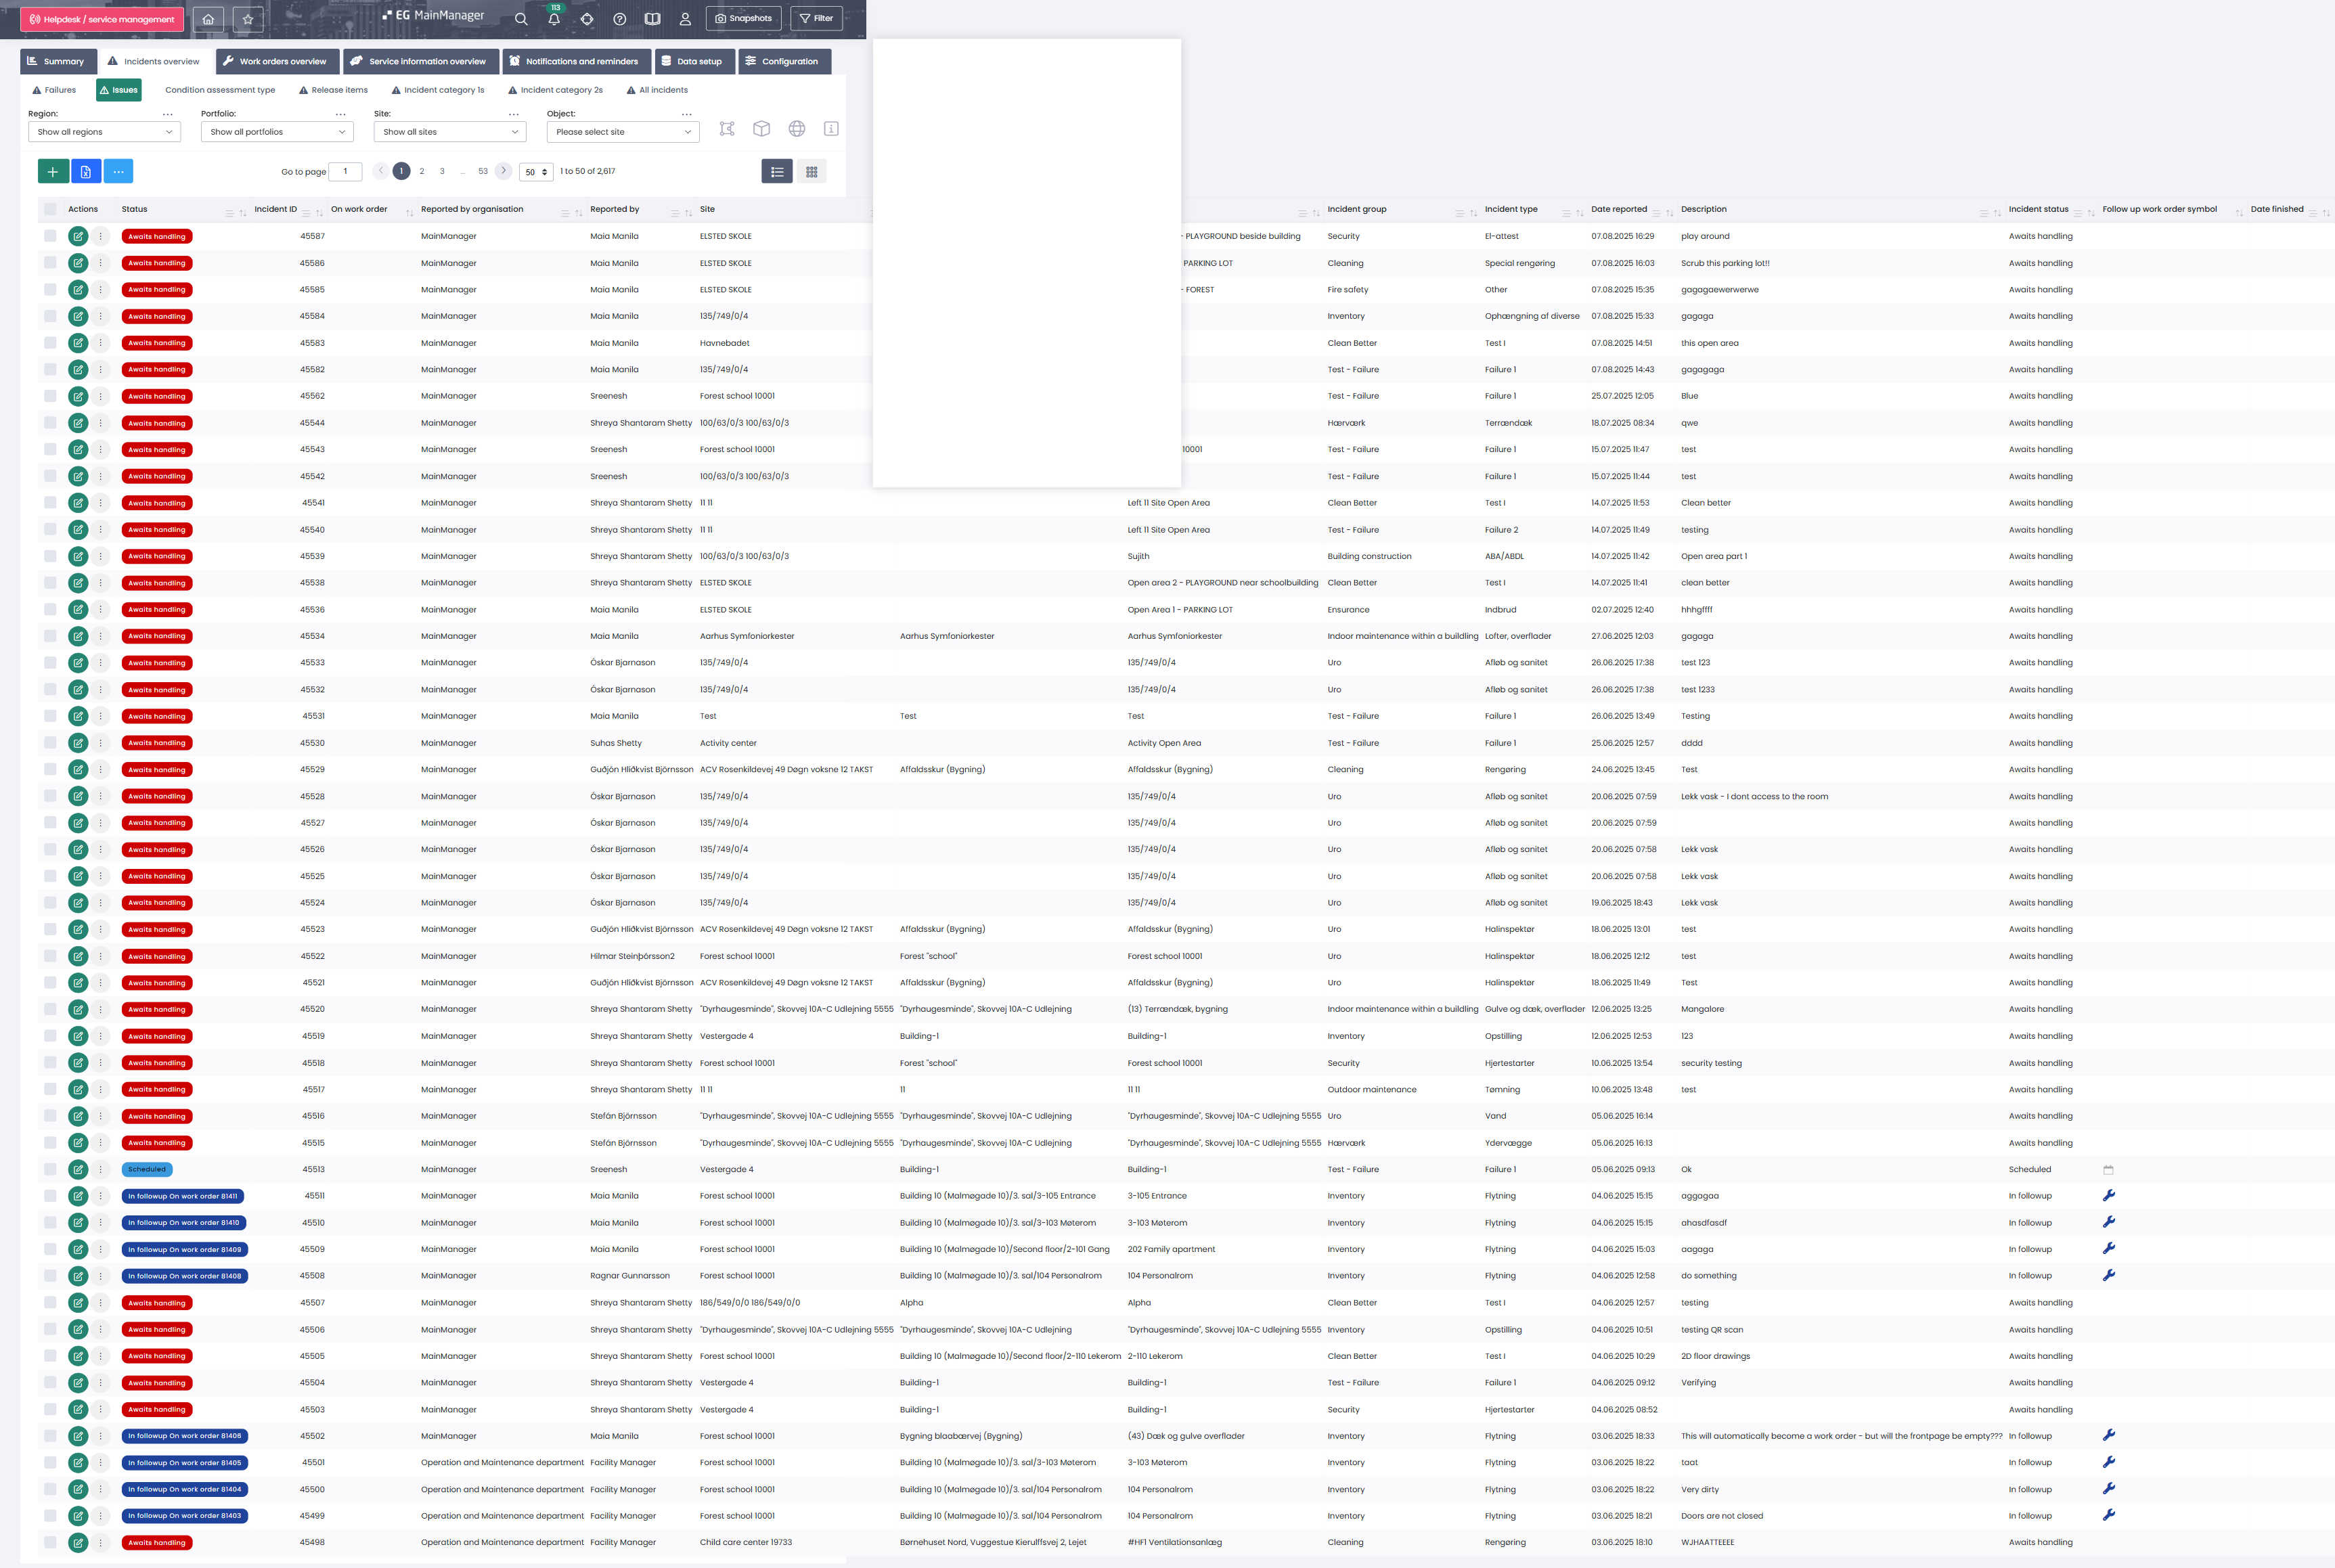 Helpdesk / service management
EG MainManager
113
Snapshots
Filter
Summary
Incidents overview
Work orders overview
Service information overview
Notifications and reminders
Data setup
Configuration
Failures
Issues
Condition assessment type
Release items
Incident category 1s
Incident category 2s
All incidents
Region: Portfolio: Site: Object:
Show all regions Show all portfolios Show all sites Please select site
Go to page 1 1 2 3 ... 53 50 1 to 50 of 2,617
Actions Status Incident ID On work order Reported by organisation Reported by Site Incident group Incident type Date reported Description Incident status Follow up work order symbol Date finished
Awaits handling 45587 MainManager Maia Manila ELSTED SKOLE - PLAYGROUND beside building Security El-attest 07.08.2025 16:29 play around Awaits handling
Awaits handling 45586 MainManager Maia Manila ELSTED SKOLE PARKING LOT Cleaning Special rengøring 07.08.2025 16:03 Scrub this parking lot!! Awaits handling
Awaits handling 45585 MainManager Maia Manila ELSTED SKOLE - FOREST Fire safety Other 07.08.2025 15:35 gagagaewerwerwe Awaits handling
Awaits handling 45584 MainManager Maia Manila 135/749/0/4 Inventory Ophængning af diverse 07.08.2025 15:33 gagaga Awaits handling
Awaits handling 45583 MainManager Maia Manila Havnebadet Clean Better Test I 07.08.2025 14:51 this open area Awaits handling
Awaits handling 45582 MainManager Maia Manila 135/749/0/4 Test - Failure Failure 1 07.08.2025 14:43 gagagaga Awaits handling
Awaits handling 45562 MainManager Sreenesh Forest school 10001 Test - Failure Failure 1 25.07.2025 12:05 Blue Awaits handling
Awaits handling 45544 MainManager Shreya Shantaram Shetty 100/63/0/3 100/63/0/3 Hærværk Terrændæk 18.07.2025 08:34 qwe Awaits handling
Awaits handling 45543 MainManager Sreenesh Forest school 10001 10001 Test - Failure Failure 1 15.07.2025 11:47 test Awaits handling
Awaits handling 45542 MainManager Sreenesh 100/63/0/3 100/63/0/3 Test - Failure Failure 1 15.07.2025 11:44 test Awaits handling
Awaits handling 45541 MainManager Shreya Shantaram Shetty 11 11 Left 11 Site Open Area Clean Better Test I 14.07.2025 11:53 Clean better Awaits handling
Awaits handling 45540 MainManager Shreya Shantaram Shetty 11 11 Left 11 Site Open Area Test - Failure Failure 2 14.07.2025 11:49 testing Awaits handling
Awaits handling 45539 MainManager Shreya Shantaram Shetty 100/63/0/3 100/63/0/3 Sujith Building construction ABA/ABDL 14.07.2025 11:42 Open area part 1 Awaits handling
Awaits handling 45538 MainManager Shreya Shantaram Shetty ELSTED SKOLE Open area 2 - PLAYGROUND near schoolbuilding Clean Better Test I 14.07.2025 11:41 clean better Awaits handling
Awaits handling 45536 MainManager Maia Manila ELSTED SKOLE Open Area 1 - PARKING LOT Ensurance Indbrud 02.07.2025 12:40 hhhgffff Awaits handling
Awaits handling 45534 MainManager Maia Manila Aarhus Symfoniorkester Aarhus Symfoniorkester Aarhus Symfoniorkester Indoor maintenance within a buildling Lofter, overflader 27.06.2025 12:03 gagaga Awaits handling
Awaits handling 45533 MainManager Óskar Bjarnason 135/749/0/4 135/749/0/4 Uro Afløb og sanitet 26.06.2025 17:38 test 123 Awaits handling
Awaits handling 45532 MainManager Óskar Bjarnason 135/749/0/4 135/749/0/4 Uro Afløb og sanitet 26.06.2025 17:38 test 1233 Awaits handling
Awaits handling 45531 MainManager Maia Manila Test Test Test Test - Failure Failure 1 26.06.2025 13:49 Testing Awaits handling
Awaits handling 45530 MainManager Suhas Shetty Activity center Activity Open Area Test - Failure Failure 1 25.06.2025 12:57 dddd Awaits handling
Awaits handling 45529 MainManager Guðjón Hliðkvist Björnsson ACV Rosenkildevej 49 Døgn voksne 12 TAKST Affaldsskur (Bygning) Affaldsskur (Bygning) Cleaning Rengøring 24.06.2025 13:45 Test Awaits handling
Awaits handling 45528 MainManager Óskar Bjarnason 135/749/0/4 135/749/0/4 Uro Afløb og sanitet 20.06.2025 07:59 Lekk vask - I dont access to the room Awaits handling
Awaits handling 45527 MainManager Óskar Bjarnason 135/749/0/4 135/749/0/4 Uro Afløb og sanitet 20.06.2025 07:59 Awaits handling
Awaits handling 45526 MainManager Óskar Bjarnason 135/749/0/4 135/749/0/4 Uro Afløb og sanitet 20.06.2025 07:58 Lekk vask Awaits handling
Awaits handling 45525 MainManager Óskar Bjarnason 135/749/0/4 135/749/0/4 Uro Afløb og sanitet 20.06.2025 07:58 Lekk vask Awaits handling
Awaits handling 45524 MainManager Óskar Bjarnason 135/749/0/4 135/749/0/4 Uro Afløb og sanitet 19.06.2025 18:43 Lekk vask Awaits handling
Awaits handling 45523 MainManager Guðjón Hliðkvist Björnsson ACV Rosenkildevej 49 Døgn voksne 12 TAKST Affaldsskur (Bygning) Affaldsskur (Bygning) Uro Halinspektør 18.06.2025 13:01 test Awaits handling
Awaits handling 45522 MainManager Hilmar Steinþórsson2 Forest school 10001 Forest "school" Forest school 10001 Uro Halinspektør 18.06.2025 12:12 test Awaits handling
Awaits handling 45521 MainManager Guðjón Hliðkvist Björnsson ACV Rosenkildevej 49 Døgn voksne 12 TAKST Affaldsskur (Bygning) Affaldsskur (Bygning) Uro Halinspektør 18.06.2025 11:49 Test Awaits handling
Awaits handling 45520 MainManager Shreya Shantaram Shetty "Dyrhaugesminde", Skovvej 10A-C Udlejning 5555 "Dyrhaugesminde", Skovvej 10A-C Udlejning (13) Terrændæk, bygning Indoor maintenance within a buildling Gulve og dæk, overflader 12.06.2025 13:25 Mangalore Awaits handling
Awaits handling 45519 MainManager Shreya Shantaram Shetty Vestergade 4 Building-1 Building-1 Inventory Opstilling 12.06.2025 12:53 123 Awaits handling
Awaits handling 45518 MainManager Shreya Shantaram Shetty Forest school 10001 Forest "school" Forest school 10001 Security Hjertestarter 10.06.2025 13:54 security testing Awaits handling
Awaits handling 45517 MainManager Shreya Shantaram Shetty 11 11 11 11 11 Outdoor maintenance Tømning 10.06.2025 13:48 test Awaits handling
Awaits handling 45516 MainManager Stefán Björnsson "Dyrhaugesminde", Skovvej 10A-C Udlejning 5555 "Dyrhaugesminde", Skovvej 10A-C Udlejning "Dyrhaugesminde", Skovvej 10A-C Udlejning 5555 Uro Vand 05.06.2025 16:14 Awaits handling
Awaits handling 45515 MainManager Stefán Björnsson "Dyrhaugesminde", Skovvej 10A-C Udlejning 5555 "Dyrhaugesminde", Skovvej 10A-C Udlejning "Dyrhaugesminde", Skovvej 10A-C Udlejning 5555 Hærværk Ydervægge 05.06.2025 16:13 Awaits handling
Scheduled 45513 MainManager Sreenesh Vestergade 4 Building-1 Building-1 Test - Failure Failure 1 05.06.2025 09:13 Ok Scheduled
In followup On work order 81411 45511 MainManager Maia Manila Forest school 10001 Building 10 (Malmøgade 10)/3. sal/3-105 Entrance 3-105 Entrance Inventory Flytning 04.06.2025 15:15 aggagaa In followup
In followup On work order 81410 45510 MainManager Maia Manila Forest school 10001 Building 10 (Malmøgade 10)/3. sal/3-103 Møterom 3-103 Møterom Inventory Flytning 04.06.2025 15:15 ahasdfasdf In followup
In followup On work order 81409 45509 MainManager Maia Manila Forest school 10001 Building 10 (Malmøgade 10)/Second floor/2-101 Gang 202 Family apartment Inventory Flytning 04.06.2025 15:03 aagaga In followup
In followup On work order 81408 45508 MainManager Ragnar Gunnarsson Forest school 10001 Building 10 (Malmøgade 10)/3. sal/104 Personalrom 104 Personalrom Inventory Flytning 04.06.2025 12:58 do something In followup
Awaits handling 45507 MainManager Shreya Shantaram Shetty 186/549/0/0 186/549/0/0 Alpha Alpha Clean Better Test I 04.06.2025 12:57 testing Awaits handling
Awaits handling 45506 MainManager Shreya Shantaram Shetty "Dyrhaugesminde", Skovvej 10A-C Udlejning 5555 "Dyrhaugesminde", Skovvej 10A-C Udlejning "Dyrhaugesminde", Skovvej 10A-C Udlejning 5555 Inventory Opstilling 04.06.2025 10:51 testing QR scan Awaits handling
Awaits handling 45505 MainManager Shreya Shantaram Shetty Forest school 10001 Building 10 (Malmøgade 10)/Second floor/2-110 Lekerom 2-110 Lekerom Clean Better Test I 04.06.2025 10:29 2D floor drawings Awaits handling
Awaits handling 45504 MainManager Shreya Shantaram Shetty Vestergade 4 Building-1 Building-1 Test - Failure Failure 1 04.06.2025 09:12 Verifying Awaits handling
Awaits handling 45503 MainManager Shreya Shantaram Shetty Vestergade 4 Building-1 Building-1 Security Hjertestarter 04.06.2025 08:52 Awaits handling
In followup On work order 81406 45502 MainManager Maia Manila Forest school 10001 Bygning blaabærvej (Bygning) (43) Dæk og gulve overflader Inventory Flytning 03.06.2025 18:33 This will automatically become a work order - but will the frontpage be empty??? In followup
In followup On work order 81405 45501 Operation and Maintenance department Facility Manager Forest school 10001 Building 10 (Malmøgade 10)/3. sal/3-103 Møterom 3-103 Møterom Inventory Flytning 03.06.2025 18:22 taat In followup
In followup On work order 81404 45500 Operation and Maintenance department Facility Manager Forest school 10001 Building 10 (Malmøgade 10)/3. sal/104 Personalrom 104 Personalrom Inventory Flytning 03.06.2025 18:22 Very dirty In followup
In followup On work order 81403 45499 Operation and Maintenance department Facility Manager Forest school 10001 Building 10 (Malmøgade 10)/3. sal/104 Personalrom 104 Personalrom Inventory Flytning 03.06.2025 18:21 Doors are not closed In followup
Awaits handling 45498 Operation and Maintenance department Facility Manager Child care center 19733 Børnehuset Nord, Vuggestue Kierulffsvej 2, Lejet #HF1 Ventilationsanlæg Cleaning Rengøring 03.06.2025 18:10 WJHAATTEEEE Awaits handling